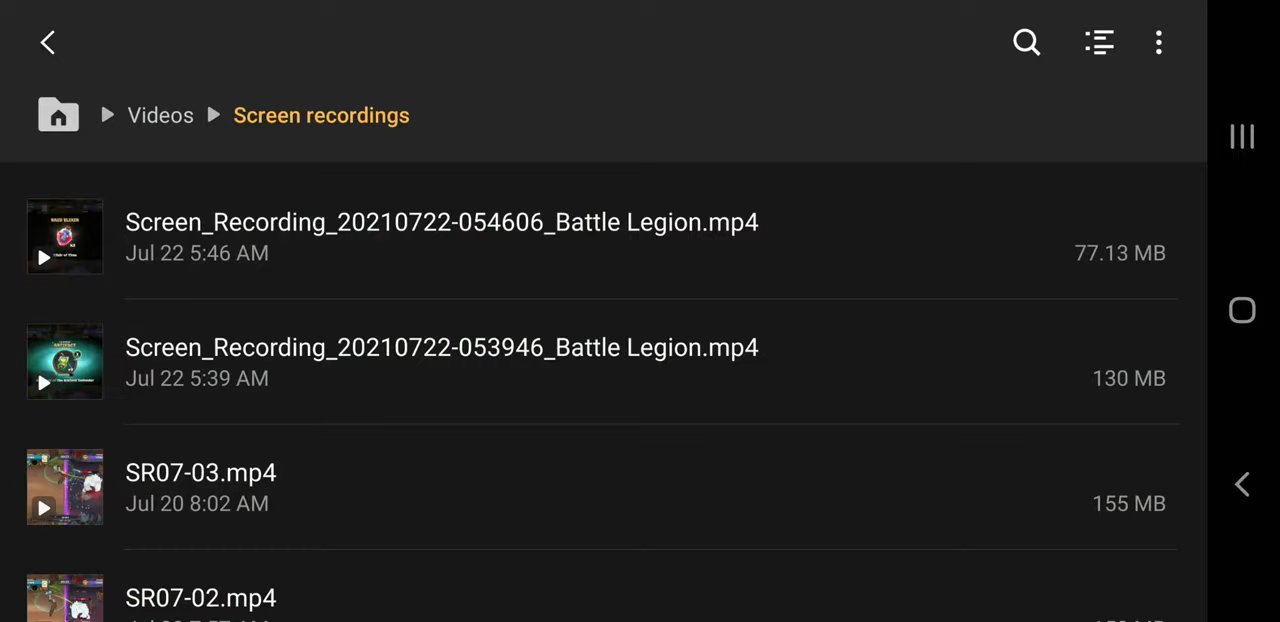 Videos Screen recordings
Screen_Recording_20210722-054606_Battle Legion.mp4
Jul 22 5:46 AM 77.13 MB
Screen_Recording_20210722-053946_Battle Legion.mp4
Jul 22 5:39 AM 130 MB
SR07-03.mp4
Jul 20 8:02 AM 155 MB
SR07-02.mp4